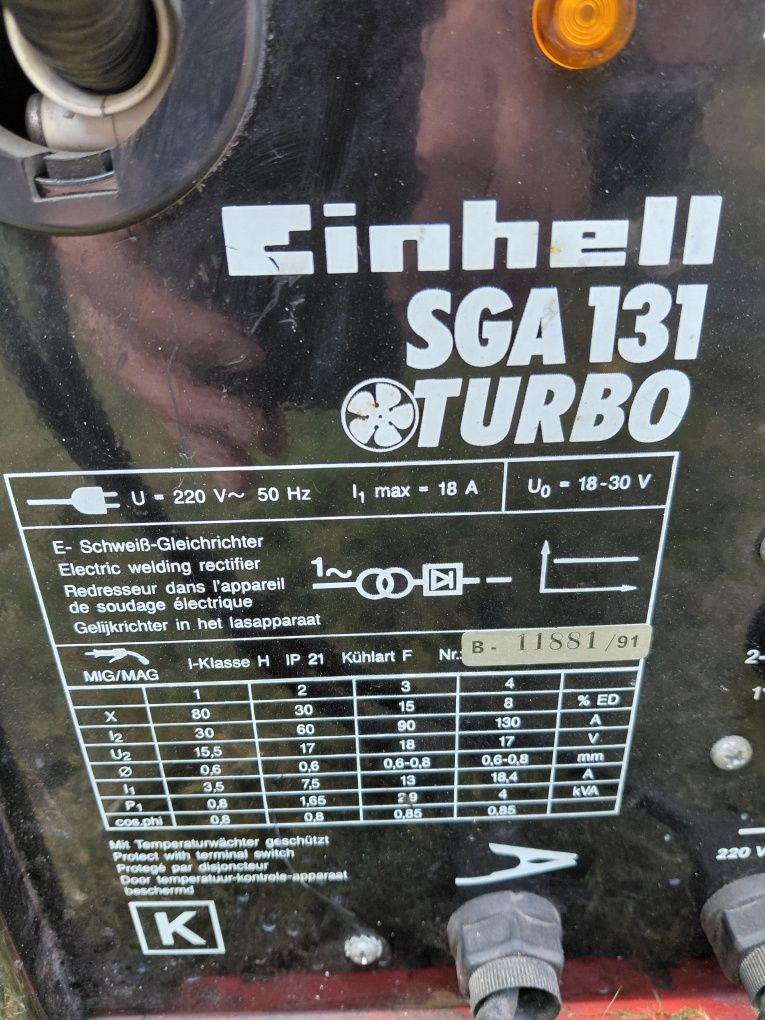 Einhell
SGA 131
TURBO
U = 220 V~ 50 Hz I₁ max = 18 A U₀ = 18-30 V
E- Schweiß-Gleichrichter
Electric welding rectifier
Redresseur dans l'appareil
de soudage électrique
Gelijkrichter in het lasapparaat
1~
MIG/MAG I-Klasse H IP 21 Kühlart F Nr.: B - 11881 /91
1 2 3 4
X 80 30 15 8 % ED
I₂ 30 60 90 130 A
U₂ 15,5 17 18 17 V
Ø 0,6 0,6 0,6-0,8 0,6-0,8 mm
I₁ 3,5 7,5 13 18,4 A
P₁ 0,8 1,65 2 9 4 kVA
cos.phi 0,8 0,8 0,85 0,85
Mit Temperaturwächter geschützt
Protect with terminal switch
Protegé par disjoncteur
Door temperatuur-kontrole-apparaat
beschermd
K
2-
220 V